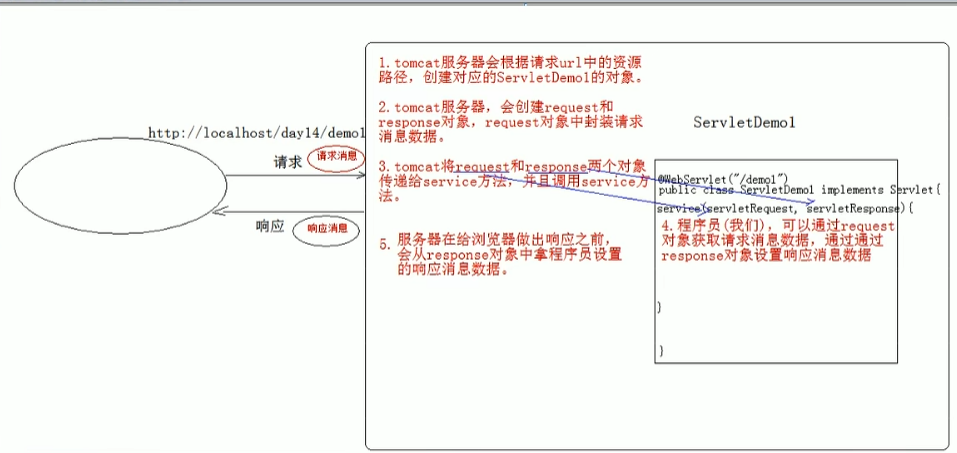 1.tomcat服务器会根据请求url中的资源
路径，创建对应的ServletDemo1的对象。
2.tomcat服务器，会创建request和
response对象，request对象中封装请求
消息数据。
3.tomcat将request和response两个对象
传递给service方法，并且调用service方
法。
5.服务器在给浏览器做出响应之前，
会从response对象中拿程序员设置
的响应消息数据。
http://localhost/day14/demo1
请求
请求消息
响应
响应消息
ServletDemo1
@WebServlet("/demo1")
public class ServletDemo1 implements Servlet{
service(servletRequest, servletResponse){
4.程序员(我们)，可以通过request
对象获取请求消息数据，通过通过
response对象设置响应消息数据
}
}